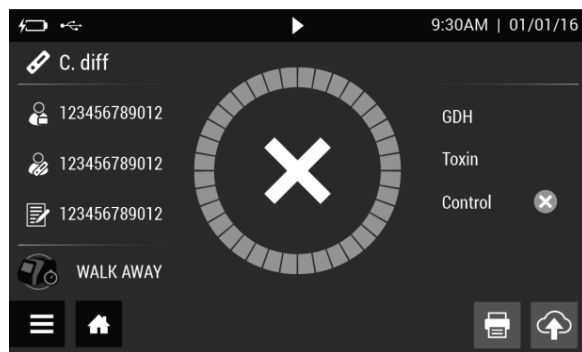 9:30AM | 01/01/16
C. diff
123456789012
123456789012
123456789012
WALK AWAY
GDH
Toxin
Control